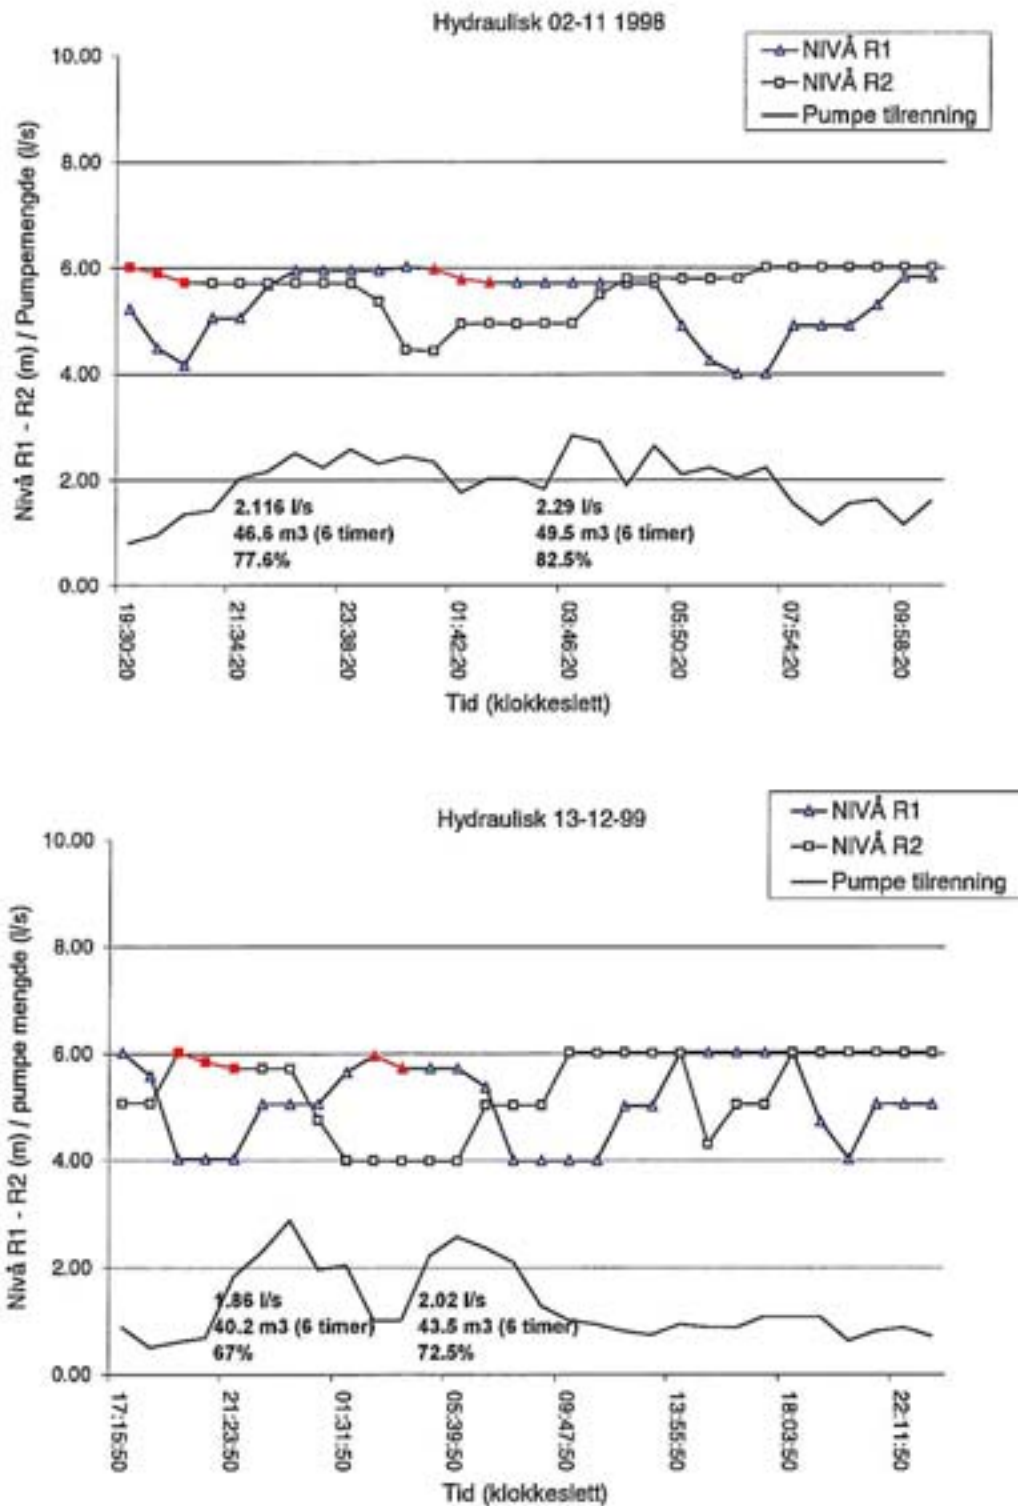 Hydraulisk 02-11 1998
NIVÅ R1
NIVÅ R2
Pumpe tilrenning
Nivå R1 - R2 (m) / Pumpemengde (l/s)
10.00
8.00
6.00
4.00
2.00
0.00
2.116 l/s
46.6 m3 (6 timer)
77.6%
2.29 l/s
49.5 m3 (6 timer)
82.5%
19:30:20
21:34:20
23:38:20
01:42:20
03:46:20
05:50:20
07:54:20
09:58:20
Tid (klokkeslett)
Hydraulisk 13-12-99
NIVÅ R1
NIVÅ R2
Pumpe tilrenning
Nivå R1 - R2 (m) / pumpe mengde (l/s)
10.00
8.00
6.00
4.00
2.00
0.00
1.86 l/s
40.2 m3 (6 timer)
67%
2.02 l/s
43.5 m3 (6 timer)
72.5%
17:15:50
21:23:50
01:31:50
05:39:50
09:47:50
13:55:50
18:03:50
22:11:50
Tid (klokkeslett)